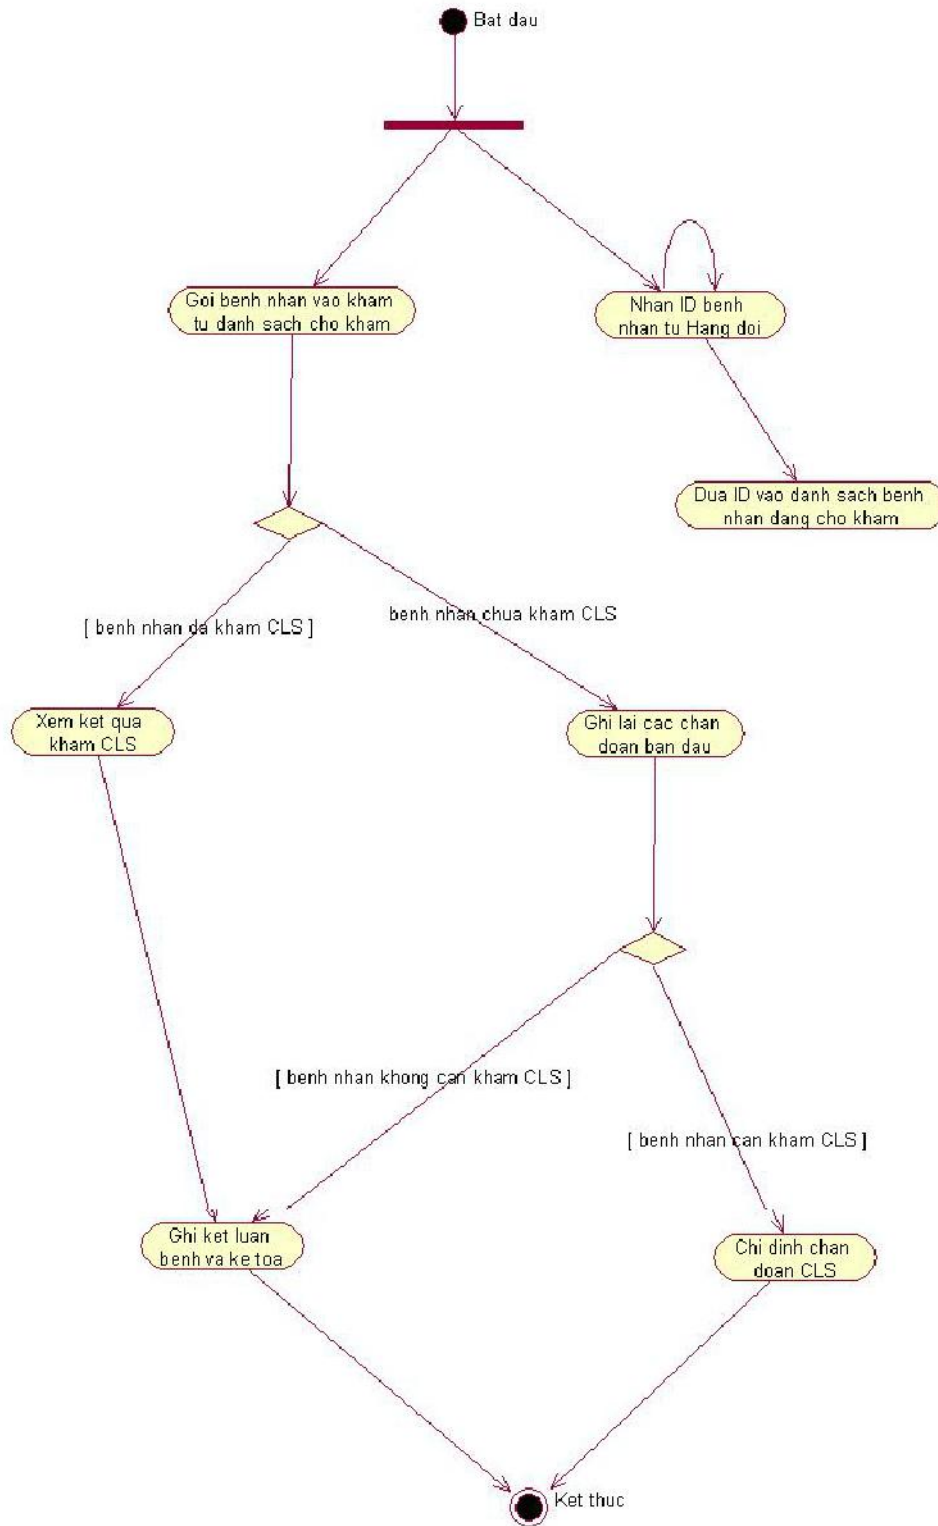 Bat dau
Goi benh nhan vao kham
tu danh sach cho kham
Nhan ID benh
nhan tu Hang doi
Dua ID vao danh sach benh
nhan dang cho kham
[ benh nhan da kham CLS ]
benh nhan chua kham CLS
Xem ket qua
kham CLS
Ghi lai cac chan
doan ban dau
[ benh nhan khong can kham CLS ]
[ benh nhan can kham CLS ]
Ghi ket luan
benh va ke toa
Chi dinh chan
doan CLS
Ket thuc